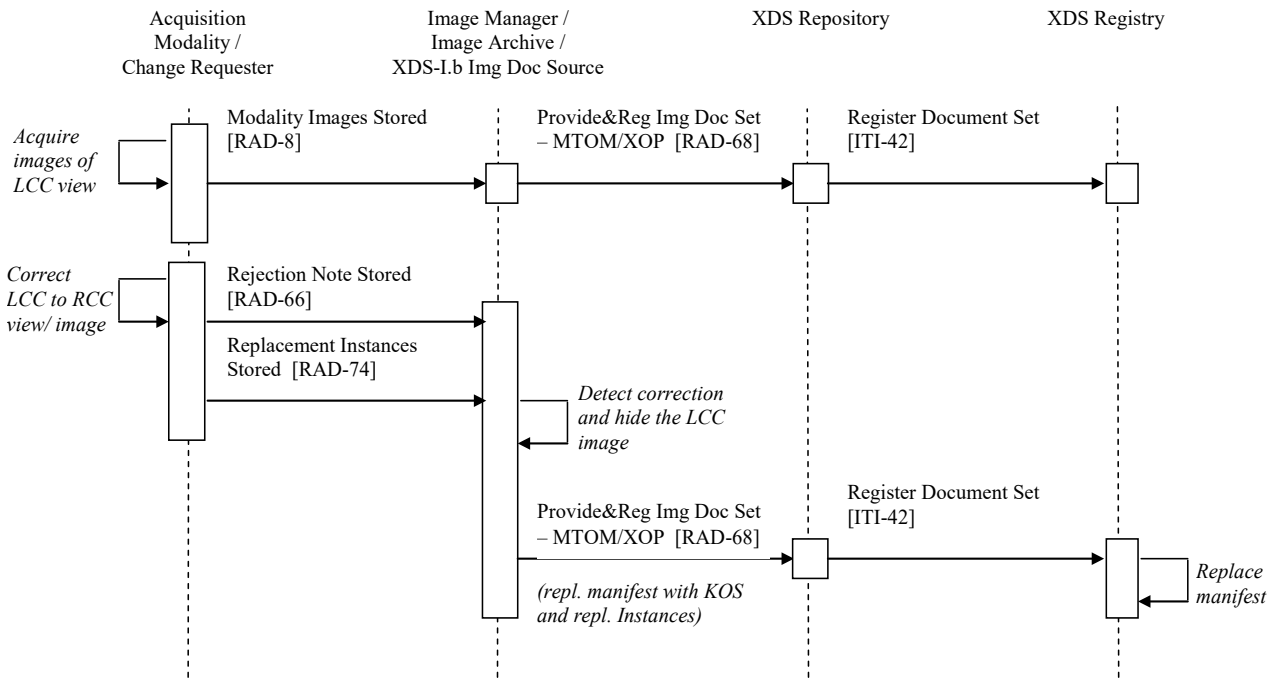 Acquisition
Modality /
Change Requester
Image Manager /
Image Archive /
XDS-I.b Img Doc Source
XDS Repository
XDS Registry
Acquire
images of
LCC view
Modality Images Stored
[RAD-8]
Provide&Reg Img Doc Set
– MTOM/XOP [RAD-68]
Register Document Set
[ITI-42]
Correct
LCC to RCC
view/ image
Rejection Note Stored
[RAD-66]
Replacement Instances
Stored [RAD-74]
Detect correction
and hide the LCC
image
Provide&Reg Img Doc Set
– MTOM/XOP [RAD-68]
Register Document Set
[ITI-42]
(repl. manifest with KOS
and repl. Instances)
Replace
manifest